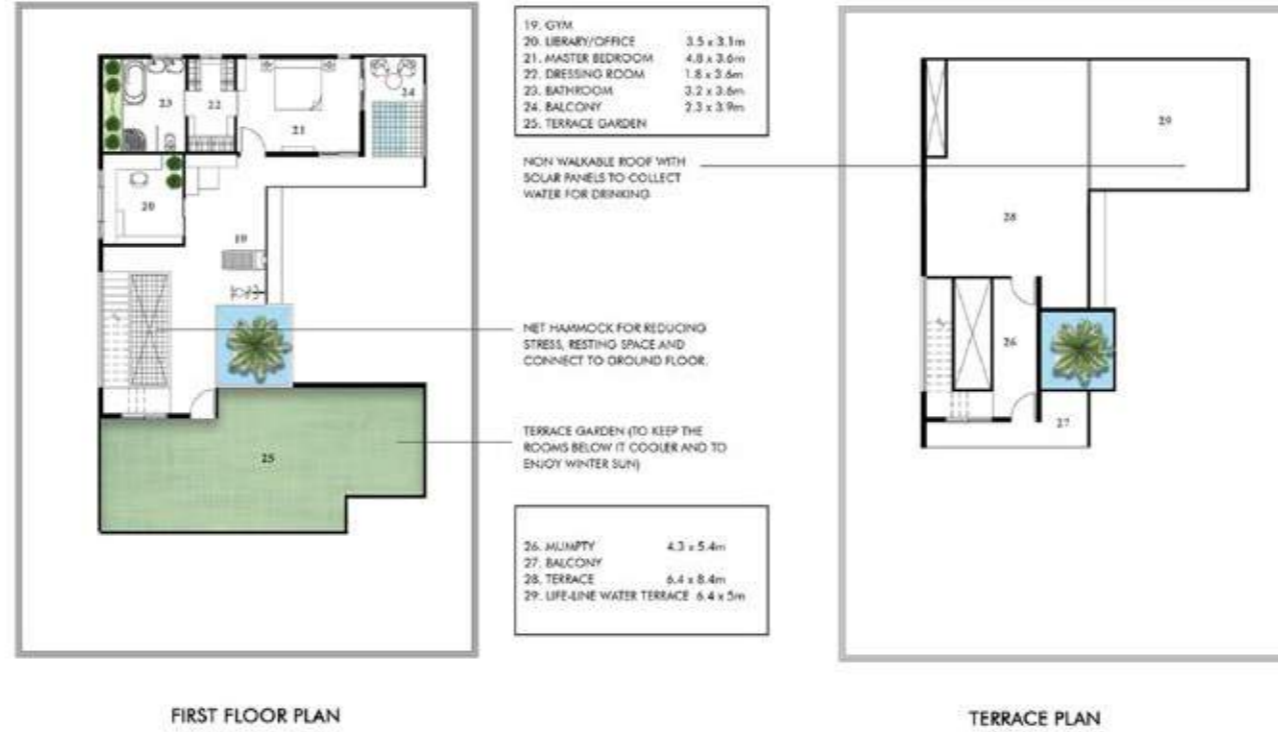 19. GYM
20. LIBRARY/OFFICE 3.5 x 3.1m
21. MASTER BEDROOM 4.8 x 3.6m
22. DRESSING ROOM 1.8 x 3.6m
23. BATHROOM 3.2 x 3.6m
24. BALCONY 2.3 x 3.9m
25. TERRACE GARDEN
NON WALKABLE ROOF WITH
SOLAR PANELS TO COLLECT
WATER FOR DRINKING
NET HAMMOCK FOR REDUCING
STRESS, RESTING SPACE AND
CONNECT TO GROUND FLOOR.
TERRACE GARDEN (TO KEEP THE
ROOMS BELOW IT COOLER AND TO
ENJOY WINTER SUN)
26. MUMPTY 4.3 x 5.4m
27. BALCONY
28. TERRACE 6.4 x 8.4m
29. LIFE-LINE WATER TERRACE 6.4 x 5m
23
22
21
24
20
19
25
FIRST FLOOR PLAN
29
28
26
27
TERRACE PLAN